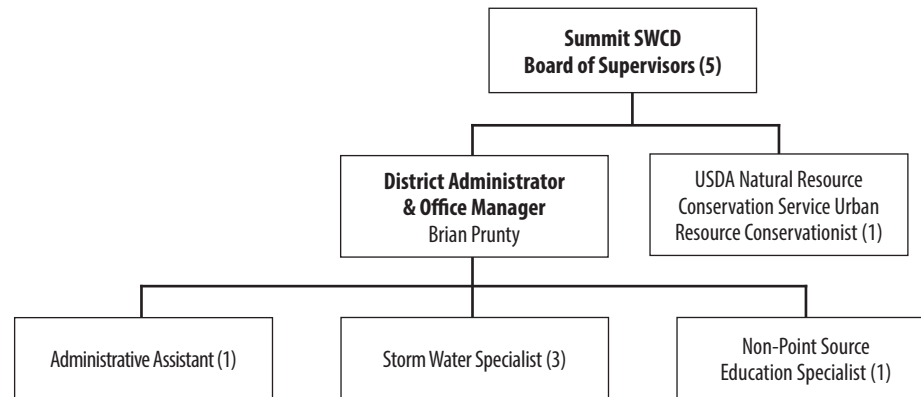 Summit SWCD
Board of Supervisors (5)
District Administrator
& Office Manager
Brian Prunty
USDA Natural Resource
Conservation Service Urban
Resource Conservationist (1)
Administrative Assistant (1)
Storm Water Specialist (3)
Non-Point Source
Education Specialist (1)